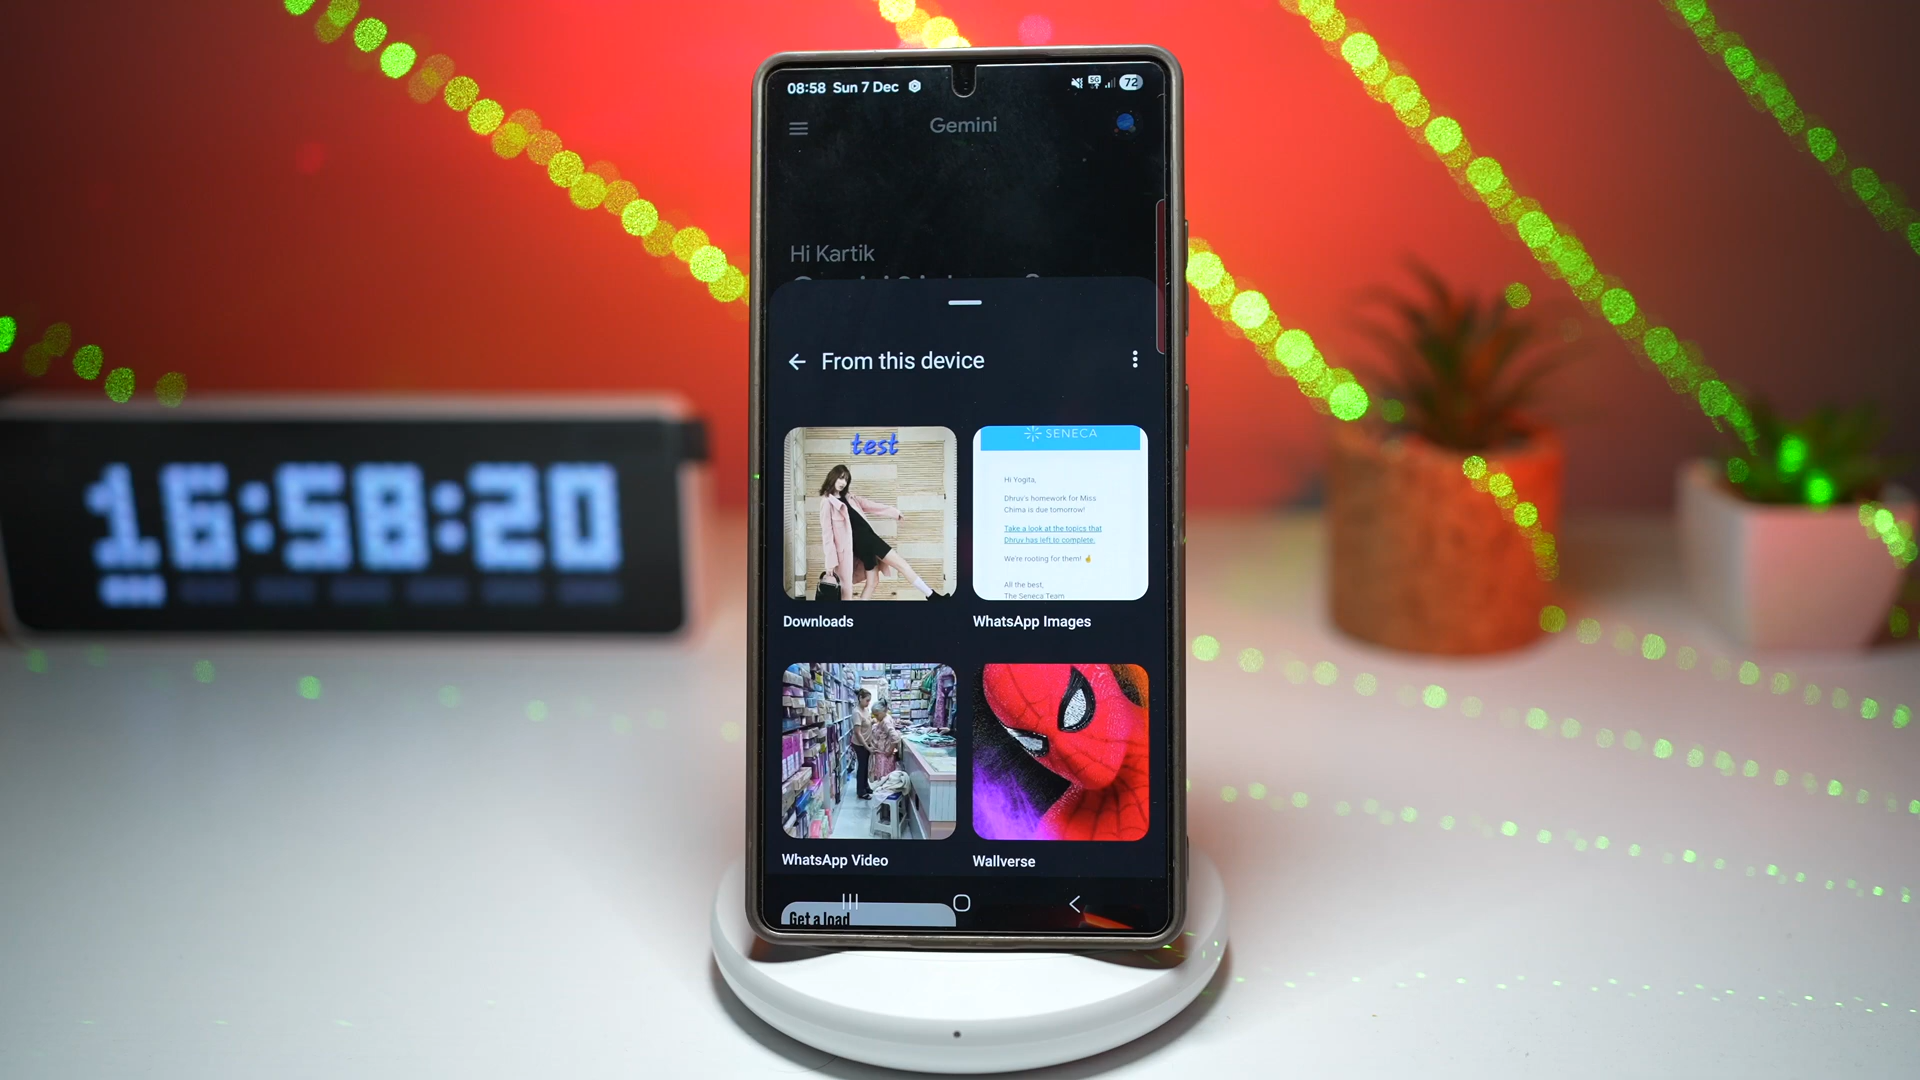 08:58 Sun 7 Dec
5G
72
Gemini
Hi Kartik
From this device
test
SENECA
Hi Yogita,
Dhruv's homework for Miss
Chima is due tomorrow!
Take a look at the topics that
Dhruv has left to complete.
We're rooting for them! 🤞
All the best,
The Seneca Team
Downloads
WhatsApp Images
WhatsApp Video
Wallverse
Get a load
16:58:20